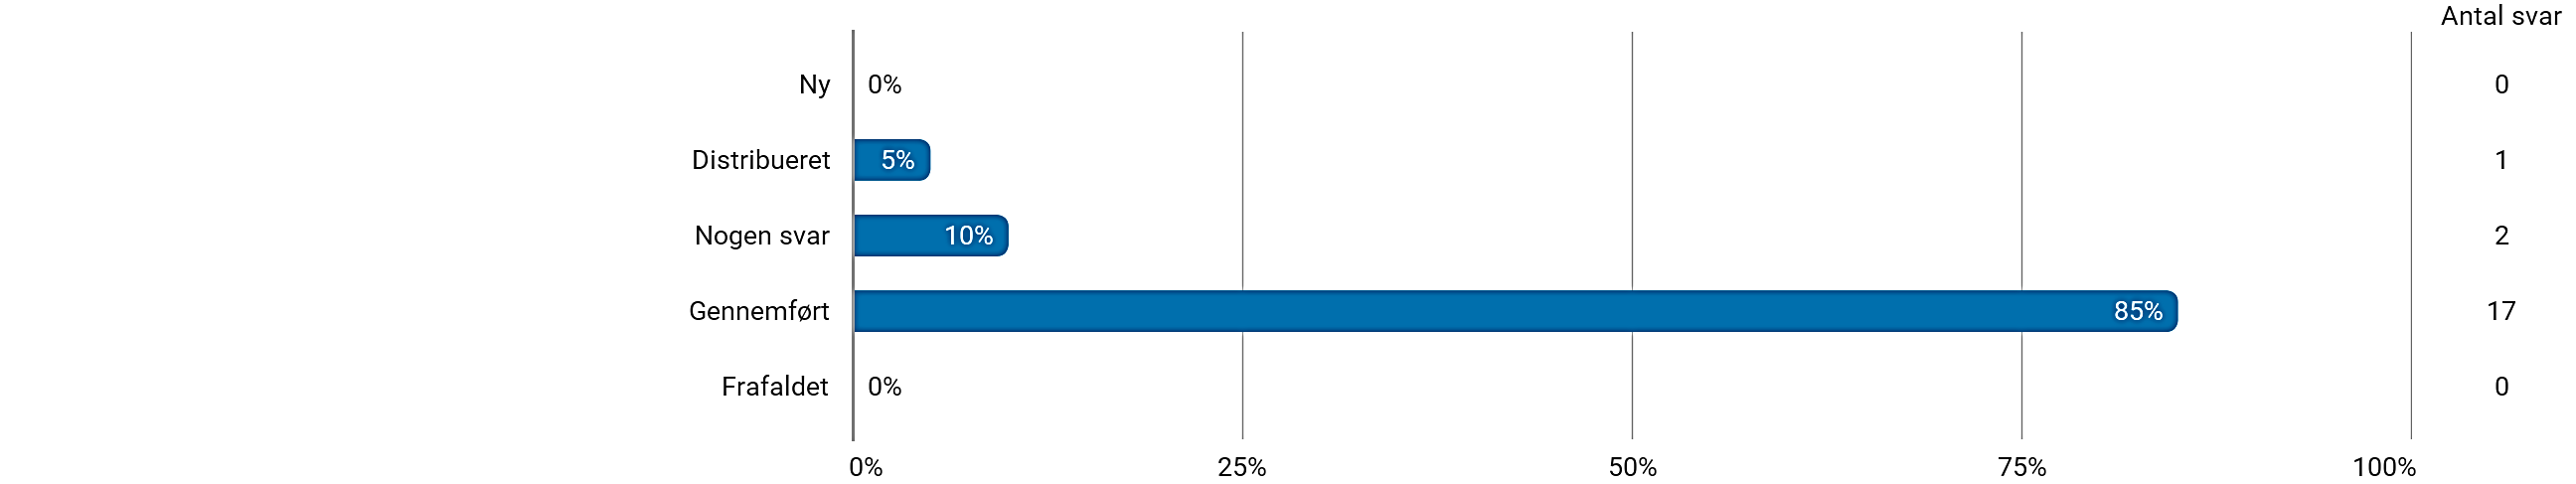 Antal svar
Ny 0% 0
Distribueret 5% 1
Nogen svar 10% 2
Gennemført 85% 17
Frafaldet 0% 0
0% 25% 50% 75% 100%